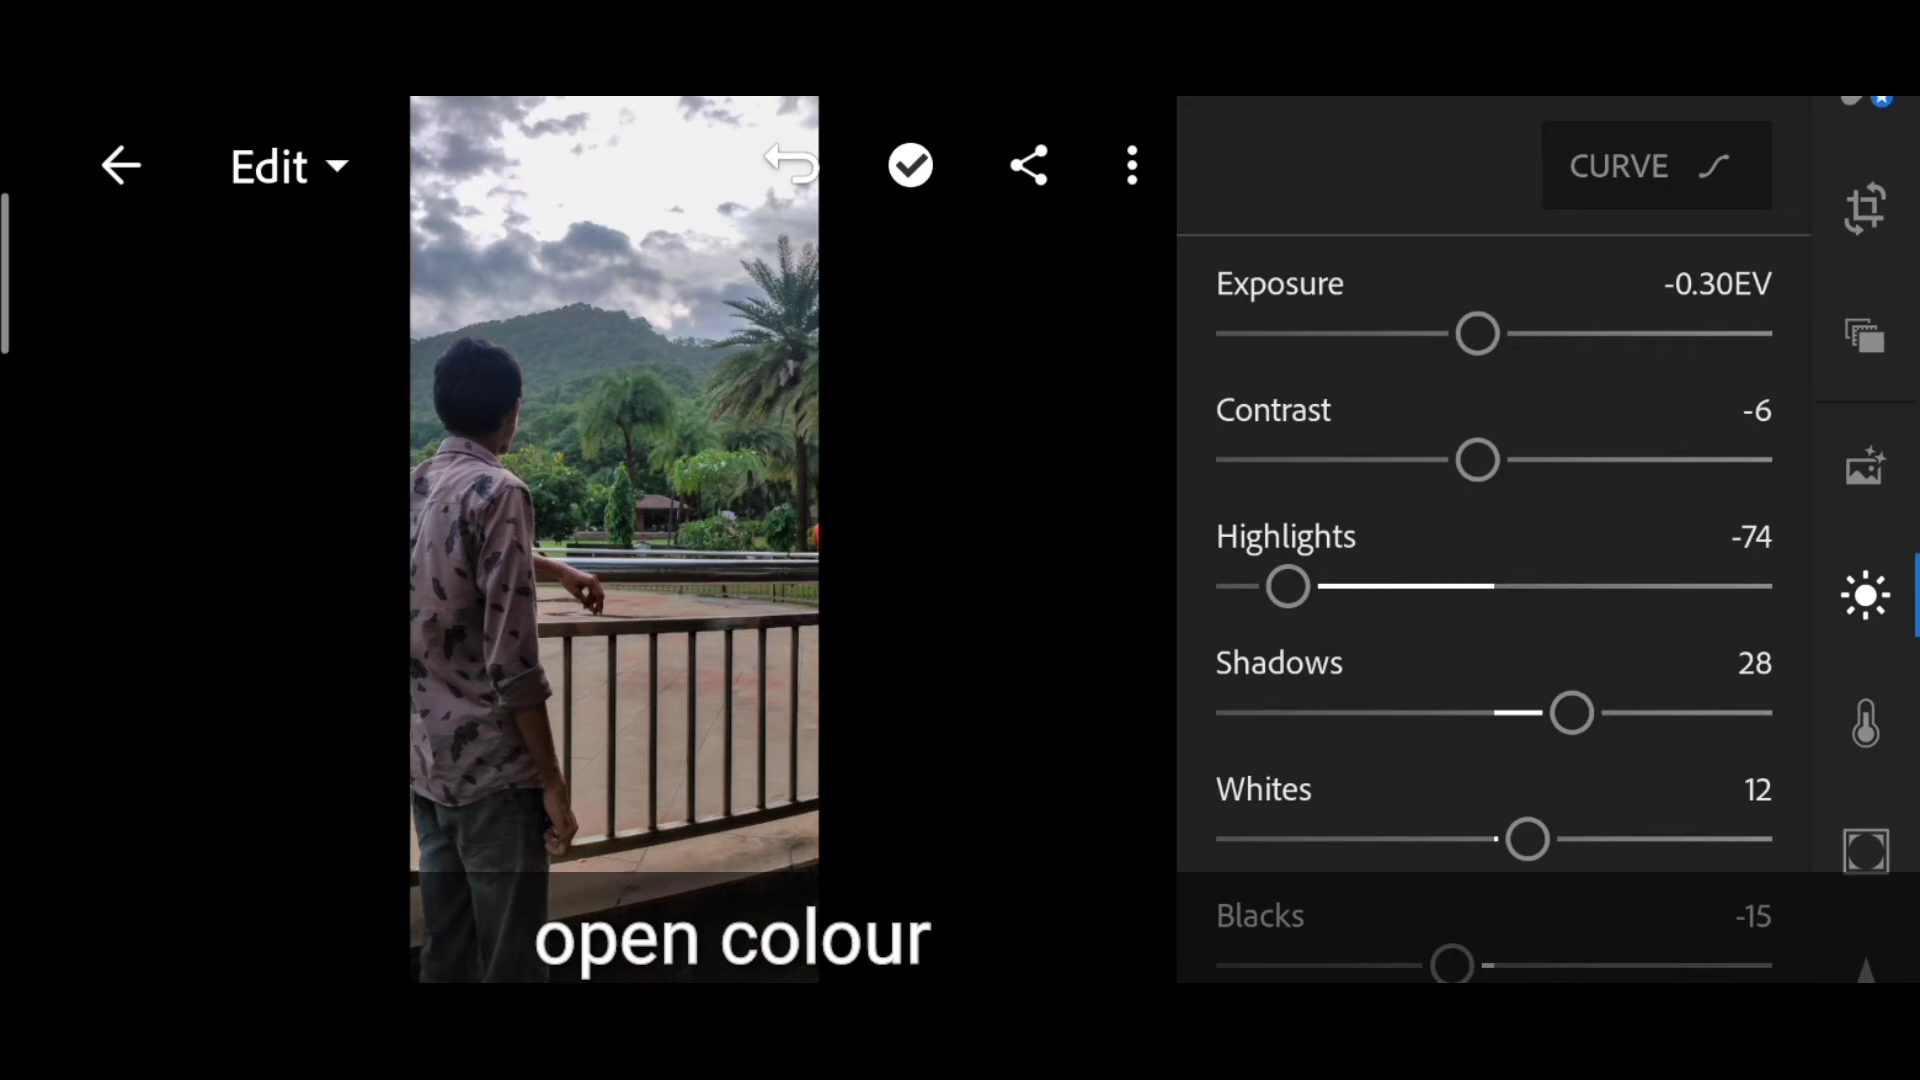 Edit
CURVE
Exposure -0.30EV
Contrast -6
Highlights -74
Shadows 28
Whites 12
Blacks -15
open colour